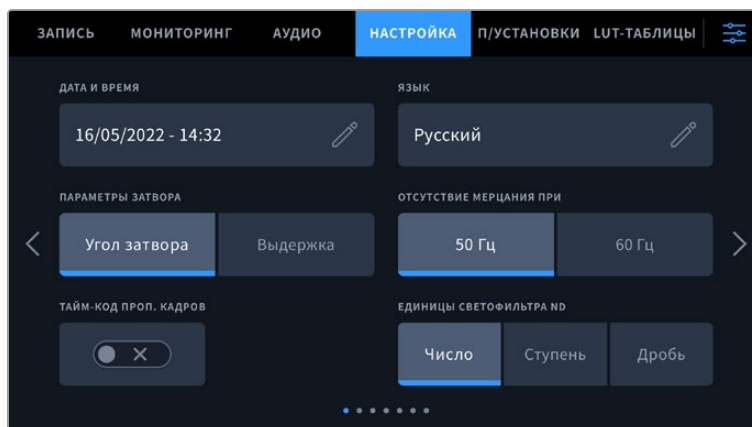 ЗАПИСЬ МОНИТОРИНГ АУДИО НАСТРОЙКА П/УСТАНОВКИ LUT-ТАБЛИЦЫ
ДАТА И ВРЕМЯ ЯЗЫК
16/05/2022 - 14:32 Русский
ПАРАМЕТРЫ ЗАТВОРА ОТСУТСТВИЕ МЕРЦАНИЯ ПРИ
Угол затвора Выдержка 50 Гц 60 Гц
ТАЙМ-КОД ПРОП. КАДРОВ ЕДИНИЦЫ СВЕТОФИЛЬТРА ND
Число Ступень Дробь